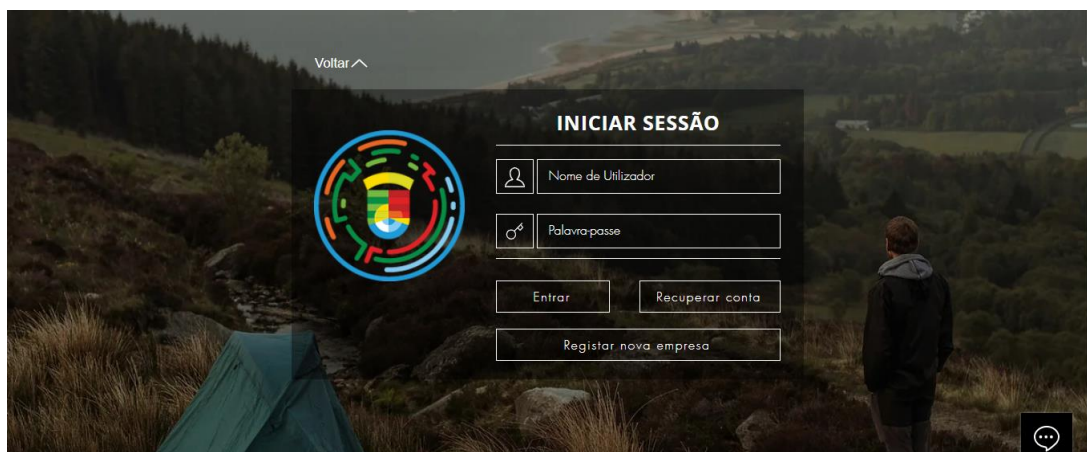 Voltar
INICIAR SESSÃO
Nome de Utilizador
Palavra-passe
Entrar
Recuperar conta
Registar nova empresa